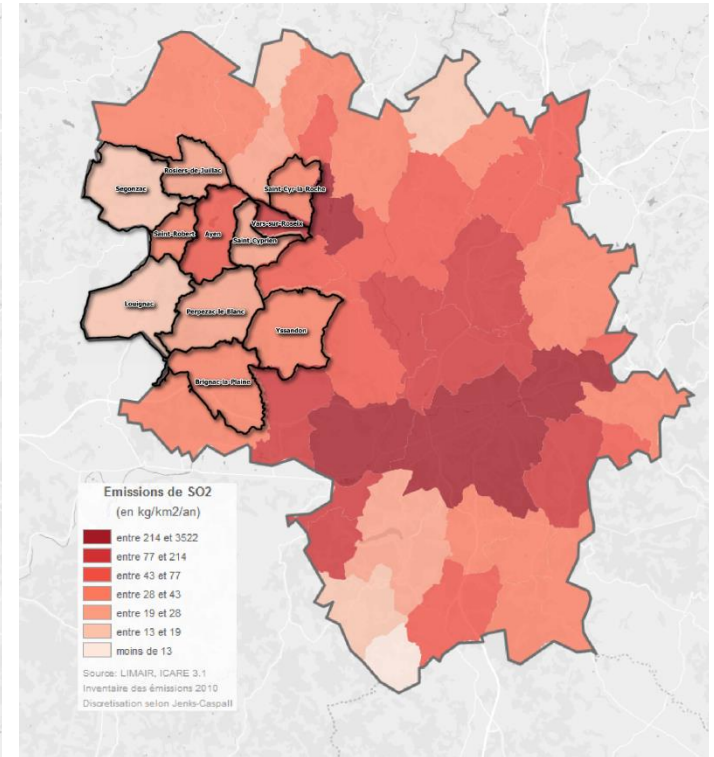 Rosiers-de-Juillac
Segonzac
Saint-Cyr-la-Roche
Saint-Robert
Ayen
Vars-sur-Roseix
Saint-Cyprien
Louignac
Perpezac-le-Blanc
Yssandon
Brignac-la-Plaine
Emissions de SO2
(en kg/km2/an)
entre 214 et 3522
entre 77 et 214
entre 43 et 77
entre 28 et 43
entre 19 et 28
entre 13 et 19
moins de 13
Source: LIMAIR, ICARE 3.1
Inventaire des émissions 2010
Discretisation selon Jenks-Caspall